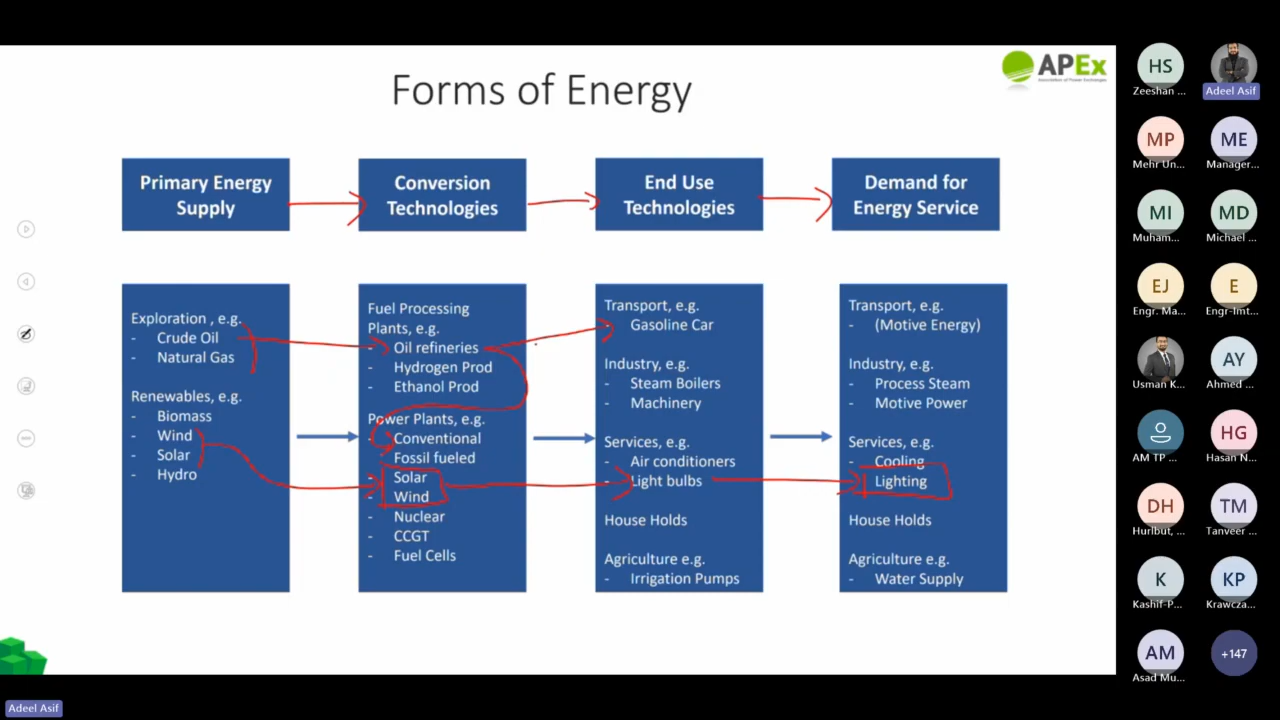 Forms of Energy
APEx
Association of Power Exchanges
Primary Energy
Supply
Conversion
Technologies
End Use
Technologies
Demand for
Energy Service
Exploration , e.g.
- Crude Oil
- Natural Gas
Renewables, e.g.
- Biomass
- Wind
- Solar
- Hydro
Fuel Processing
Plants, e.g.
- Oil refineries
- Hydrogen Prod
- Ethanol Prod
Power Plants, e.g.
- Conventional
Fossil fueled
- Solar
- Wind
- Nuclear
- CCGT
- Fuel Cells
Transport, e.g.
- Gasoline Car
Industry, e.g.
- Steam Boilers
- Machinery
Services, e.g.
- Air conditioners
- Light bulbs
House Holds
Agriculture e.g.
- Irrigation Pumps
Transport, e.g.
- (Motive Energy)
Industry, e.g.
- Process Steam
- Motive Power
Services, e.g.
- Cooling
- Lighting
House Holds
Agriculture e.g.
- Water Supply
HS
Zeeshan ...
Adeel Asif
MP
Mehr Un...
ME
Manager...
MI
Muham...
MD
Michael ...
EJ
Engr. Ma...
E
Engr-Imt...
Usman K...
AY
Ahmed ...
AM TP ...
HG
Hasan N...
DH
Hurlbut, ...
TM
Tanveer ...
K
Kashif-P...
KP
Krawcza...
AM
Asad Mu...
+147
Adeel Asif